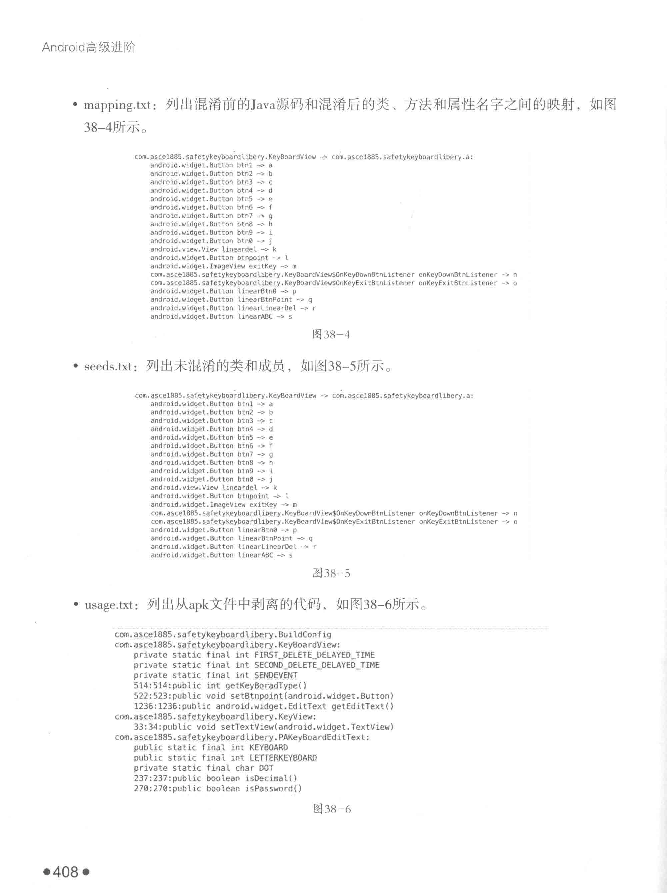 Android高级进阶
• mapping.txt：列出混淆前的Java源码和混淆后的类、方法和属性名字之间的映射，如图
38-4所示。
com.asce1885.safetykeyboardlibery.KeyBoardView -> com.asce1885.safetykeyboardlibery.a:
android.widget.Button btn1 -> a
android.widget.Button btn2 -> b
android.widget.Button btn3 -> c
android.widget.Button btn4 -> d
android.widget.Button btn5 -> e
android.widget.Button btn6 -> f
android.widget.Button btn7 -> g
android.widget.Button btn8 -> h
android.widget.Button btn9 -> i
android.widget.Button btn0 -> j
android.view.View lineardel -> k
android.widget.Button btnpoint -> l
android.widget.ImageView exitKey -> m
com.asce1885.safetykeyboardlibery.KeyBoardView$OnKeyDownBtnListener onKeyDownBtnListener -> n
com.asce1885.safetykeyboardlibery.KeyBoardView$OnKeyExitBtnListener onKeyExitBtnListener -> o
android.widget.Button linearBtn0 -> p
android.widget.Button linearBtnPoint -> q
android.widget.Button linearLinearDel -> r
android.widget.Button linearABC -> s
图38-4
• seeds.txt：列出未混淆的类和成员，如图38-5所示。
com.asce1885.safetykeyboardlibery.KeyBoardView -> com.asce1885.safetykeyboardlibery.a:
android.widget.Button btn1 -> a
android.widget.Button btn2 -> b
android.widget.Button btn3 -> c
android.widget.Button btn4 -> d
android.widget.Button btn5 -> e
android.widget.Button btn6 -> f
android.widget.Button btn7 -> g
android.widget.Button btn8 -> h
android.widget.Button btn9 -> i
android.widget.Button btn0 -> j
android.view.View lineardel -> k
android.widget.Button btnpoint -> l
android.widget.ImageView exitKey -> m
com.asce1885.safetykeyboardlibery.KeyBoardView$OnKeyDownBtnListener onKeyDownBtnListener -> n
com.asce1885.safetykeyboardlibery.KeyBoardView$OnKeyExitBtnListener onKeyExitBtnListener -> o
android.widget.Button linearBtn0 -> p
android.widget.Button linearBtnPoint -> q
android.widget.Button linearLinearDel -> r
android.widget.Button linearABC -> s
图38-5
• usage.txt：列出从apk文件中剥离的代码，如图38-6所示。
com.asce1885.safetykeyboardlibery.BuildConfig
com.asce1885.safetykeyboardlibery.KeyBoardView:
private static final int FIRST_DELETE_DELAYED_TIME
private static final int SECOND_DELETE_DELAYED_TIME
private static final int SENDEVENT
514:514:public int getKeyBoradType()
522:523:public void setBtnpoint(android.widget.Button)
1236:1236:public android.widget.EditText getEditText()
com.asce1885.safetykeyboardlibery.KeyView:
33:34:public void setTextView(android.widget.TextView)
com.asce1885.safetykeyboardlibery.PAKeyBoardEditText:
public static final int KEYBOARD
public static final int LETTERKEYBOARD
private static final char DOT
237:237:public boolean isDecimal()
270:270:public boolean isPassword()
图38-6
●408●